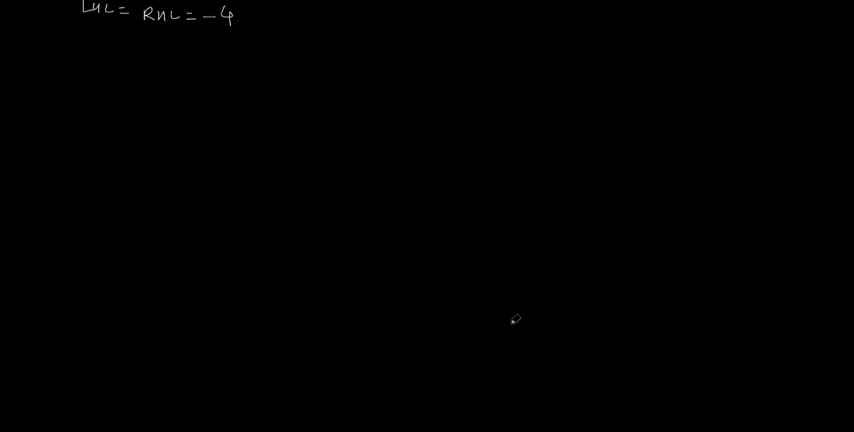 LHL = RHL = -4